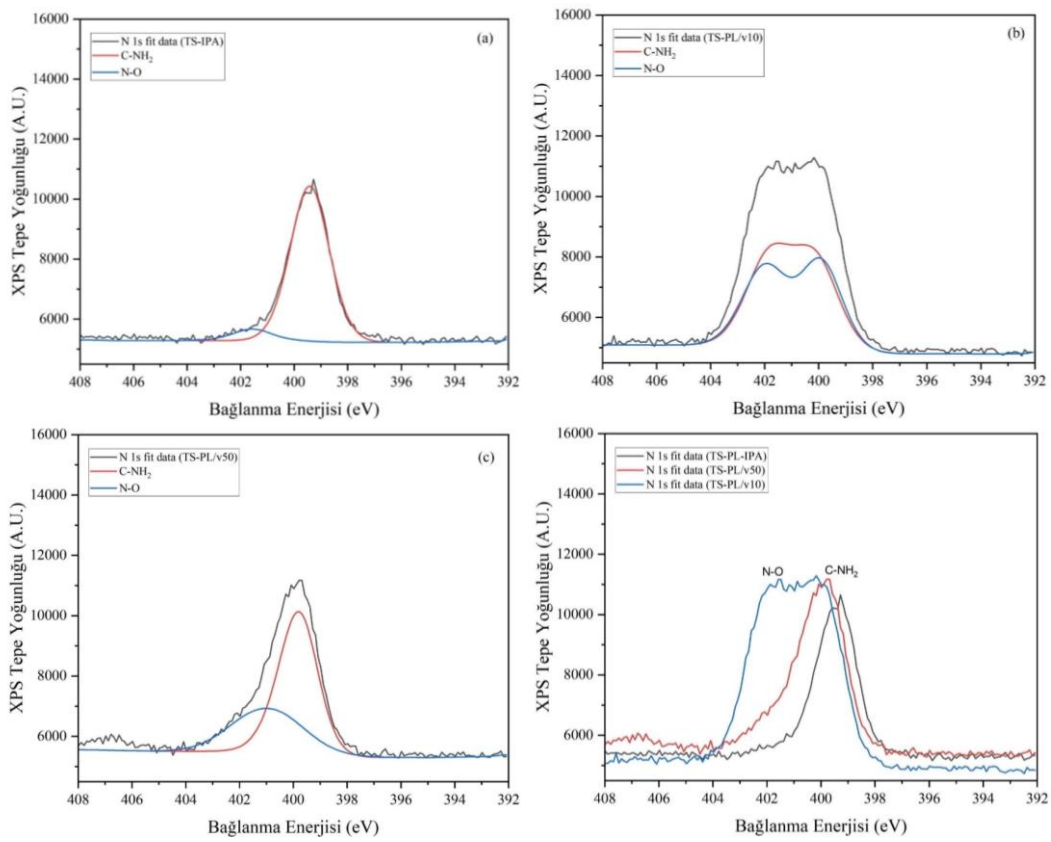 (a)
N 1s fit data (TS-IPA)
C-NH₂
N-O
16000
14000
12000
10000
8000
6000
XPS Tepe Yoğunluğu (A.U.)
408 406 404 402 400 398 396 394 392
Bağlanma Enerjisi (eV)
(b)
N 1s fit data (TS-PL/v10)
C-NH₂
N-O
16000
14000
12000
10000
8000
6000
XPS Tepe Yoğunluğu (A.U.)
408 406 404 402 400 398 396 394 392
Bağlanma Enerjisi (eV)
(c)
N 1s fit data (TS-PL/v50)
C-NH₂
N-O
16000
14000
12000
10000
8000
6000
XPS Tepe Yoğunluğu (A.U.)
408 406 404 402 400 398 396 394 392
Bağlanma Enerjisi (eV)
N 1s fit data (TS-PL-IPA)
N 1s fit data (TS-PL/v50)
N 1s fit data (TS-PL/v10)
N-O C-NH₂
16000
14000
12000
10000
8000
6000
XPS Tepe Yoğunluğu (A.U.)
408 406 404 402 400 398 396 394 392
Bağlanma Enerjisi (eV)